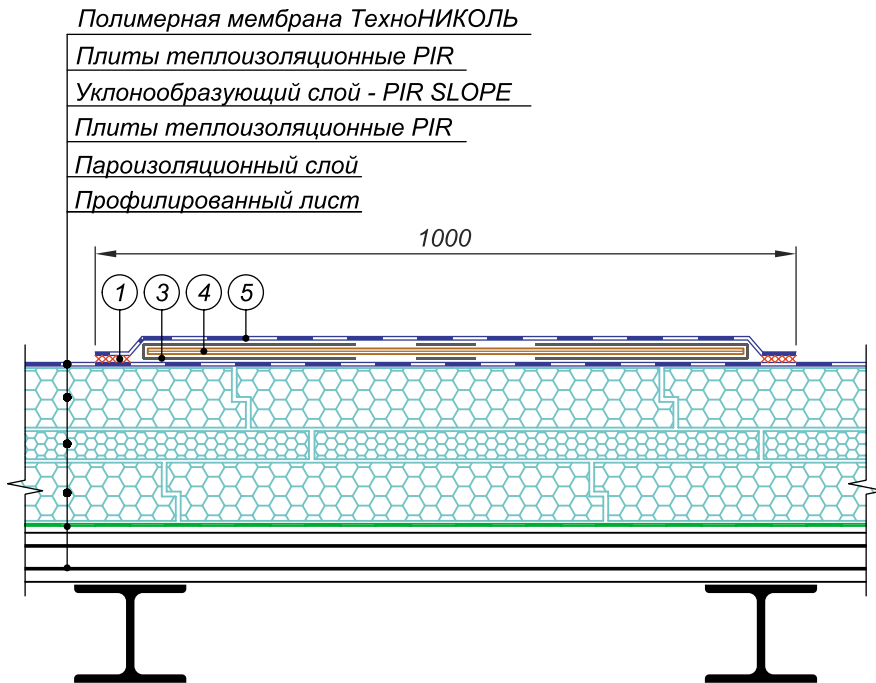 Полимерная мембрана ТехноНИКОЛЬ
Плиты теплоизоляционные PIR
Уклонообразующий слой - PIR SLOPE
Плиты теплоизоляционные PIR
Пароизоляционный слой
Профилированный лист
1000
1 3 4 5